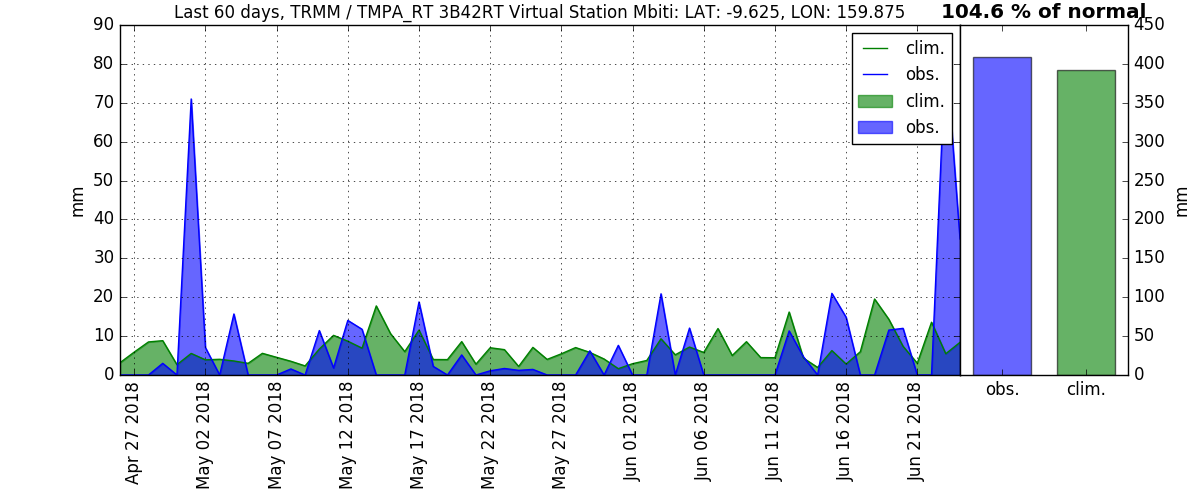 Last 60 days, TRMM / TMPA_RT 3B42RT Virtual Station Mbiti: LAT: -9.625, LON: 159.875
104.6 % of normal
90
80
70
60
50
40
30
20
10
0
mm
clim.
obs.
clim.
obs.
450
400
350
300
250
200
150
100
50
0
mm
Apr 27 2018
May 02 2018
May 07 2018
May 12 2018
May 17 2018
May 22 2018
May 27 2018
Jun 01 2018
Jun 06 2018
Jun 11 2018
Jun 16 2018
Jun 21 2018
obs.
clim.